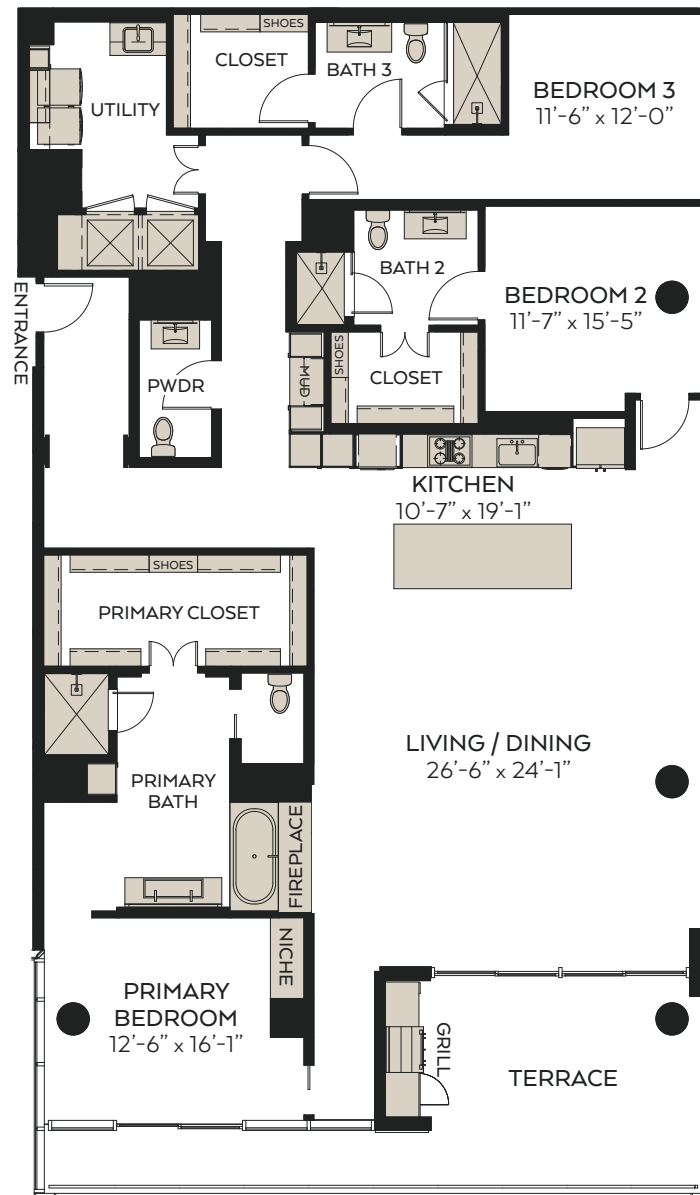 SHOES
CLOSET
BATH 3
UTILITY
BEDROOM 3
11’-6” x 12’-0”
BATH 2
BEDROOM 2
11’-7” x 15’-5”
ENTRANCE
PWDR
MUD
SHOES
CLOSET
KITCHEN
10’-7” x 19’-1”
SHOES
PRIMARY CLOSET
LIVING / DINING
26’-6” x 24’-1”
PRIMARY
BATH
FIREPLACE
NICHE
PRIMARY
BEDROOM
12’-6” x 16’-1”
GRILL
TERRACE